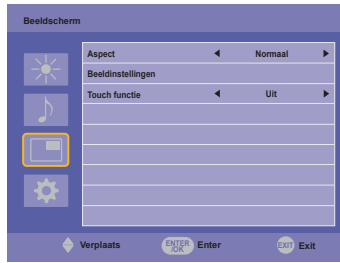 Beeldscherm
Aspect Normaal
Beeldinstellingen
Touch functie Uit
Verplaats ENTER /OK Enter EXIT Exit